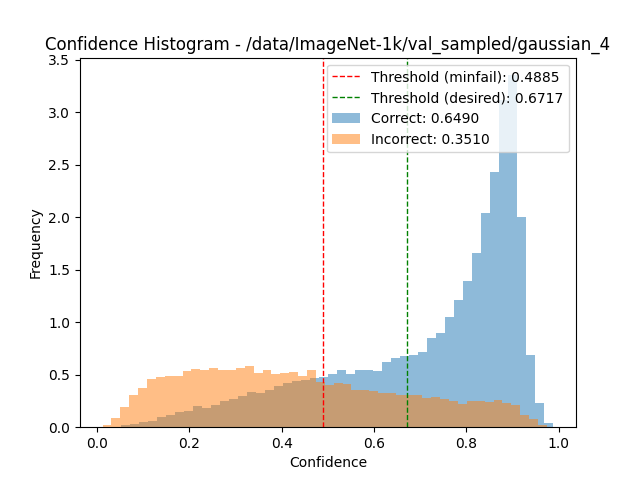 Confidence Histogram - /data/ImageNet-1k/val_sampled/gaussian_4
Threshold (minfail): 0.4885
Threshold (desired): 0.6717
Correct: 0.6490
Incorrect: 0.3510
Frequency
3.5
3.0
2.5
2.0
1.5
1.0
0.5
0.0
0.0 0.2 0.4 0.6 0.8 1.0
Confidence